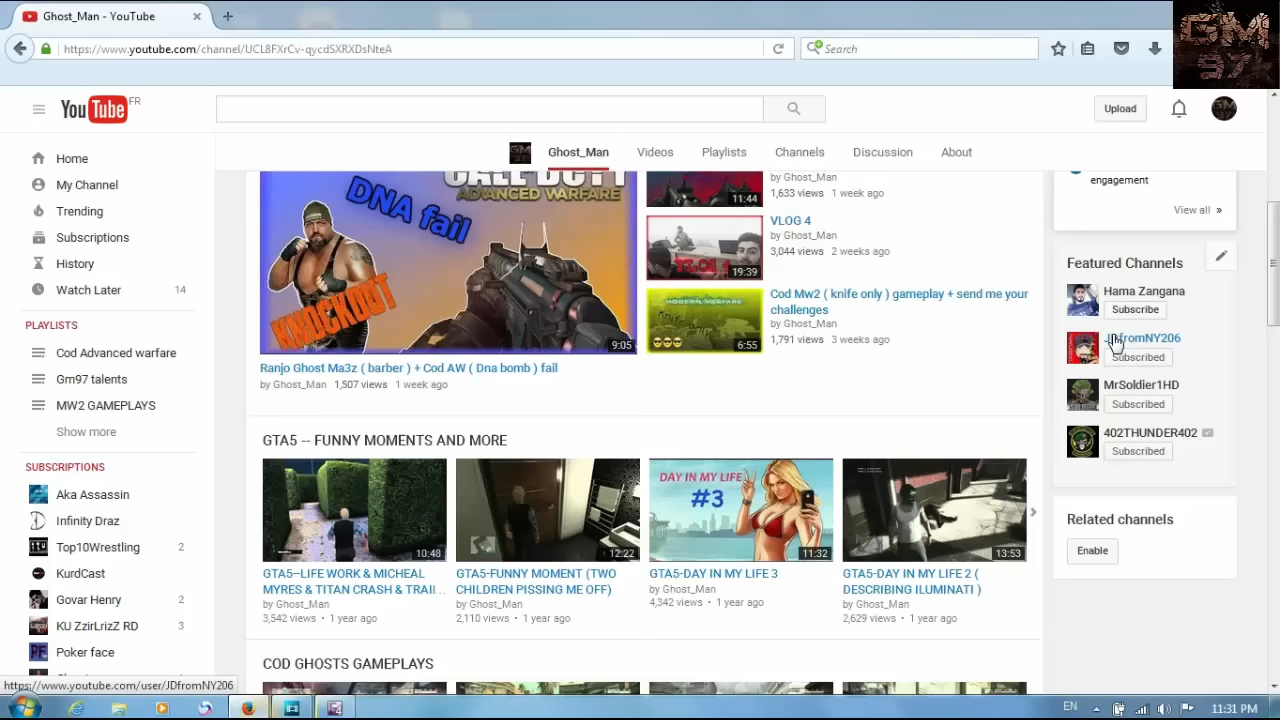 Ghost_Man - YouTube
https://www.youtube.com/channel/UCL8FXrCv-qycdSXRXDsNteA
Search
GM
97
YouTube FR
Upload
Home
My Channel
Trending
Subscriptions
History
Watch Later 14
PLAYLISTS
Cod Advanced warfare
Gm97 talents
MW2 GAMEPLAYS
Show more
SUBSCRIPTIONS
Aka Assassin
Infinity Draz
Top10Wrestling 2
KurdCast
Govar Henry 2
KU ZzirLrizZ RD 3
Poker face
Ghost_Man Videos Playlists Channels Discussion About
CALL OF DUTY
ADVANCED WARFARE
DNA fail
KNOCKOUT
9:05
Ranjo Ghost Ma3z ( barber ) + Cod AW ( Dna bomb ) fail
by Ghost_Man 1,507 views 1 week ago
11:44
by Ghost_Man
1,633 views 1 week ago
19:39
VLOG 4
by Ghost_Man
3,044 views 2 weeks ago
MODERN WARFARE
6:55
Cod Mw2 ( knife only ) gameplay + send me your
challenges
by Ghost_Man
1,791 views 3 weeks ago
GTA5 -- FUNNY MOMENTS AND MORE
10:48
GTA5--LIFE WORK & MICHEAL
MYRES & TITAN CRASH & TRAI...
by Ghost_Man
3,542 views • 1 year ago
12:22
GTA5-FUNNY MOMENT (TWO
CHILDREN PISSING ME OFF)
by Ghost_Man
2,110 views • 1 year ago
DAY IN MY LIFE
#3
11:32
GTA5-DAY IN MY LIFE 3
by Ghost_Man
4,342 views • 1 year ago
13:53
GTA5-DAY IN MY LIFE 2 (
DESCRIBING ILUMINATI )
by Ghost_Man
2,629 views • 1 year ago
COD GHOSTS GAMEPLAYS
engagement
View all »
Featured Channels
Hama Zangana
Subscribe
JDfromNY206
Subscribed
MrSoldier1HD
Subscribed
402THUNDER402
Subscribed
Related channels
Enable
https://www.youtube.com/user/JDfromNY206
EN
11:31 PM